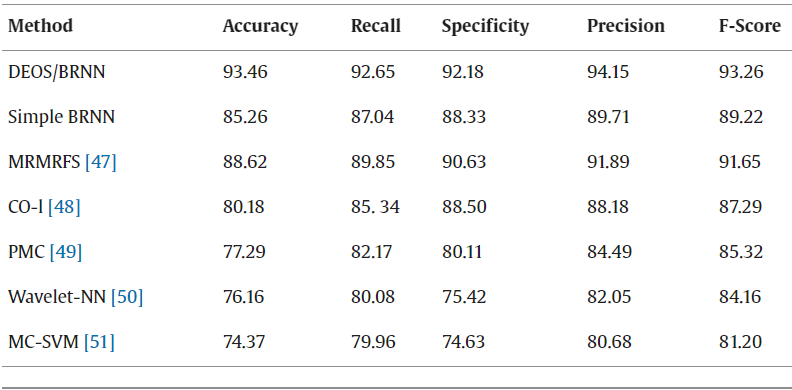 Method Accuracy Recall Specificity Precision F-Score
DEOS/BRNN 93.46 92.65 92.18 94.15 93.26
Simple BRNN 85.26 87.04 88.33 89.71 89.22
MRMRFS [47] 88.62 89.85 90.63 91.89 91.65
CO-l [48] 80.18 85. 34 88.50 88.18 87.29
PMC [49] 77.29 82.17 80.11 84.49 85.32
Wavelet-NN [50] 76.16 80.08 75.42 82.05 84.16
MC-SVM [51] 74.37 79.96 74.63 80.68 81.20